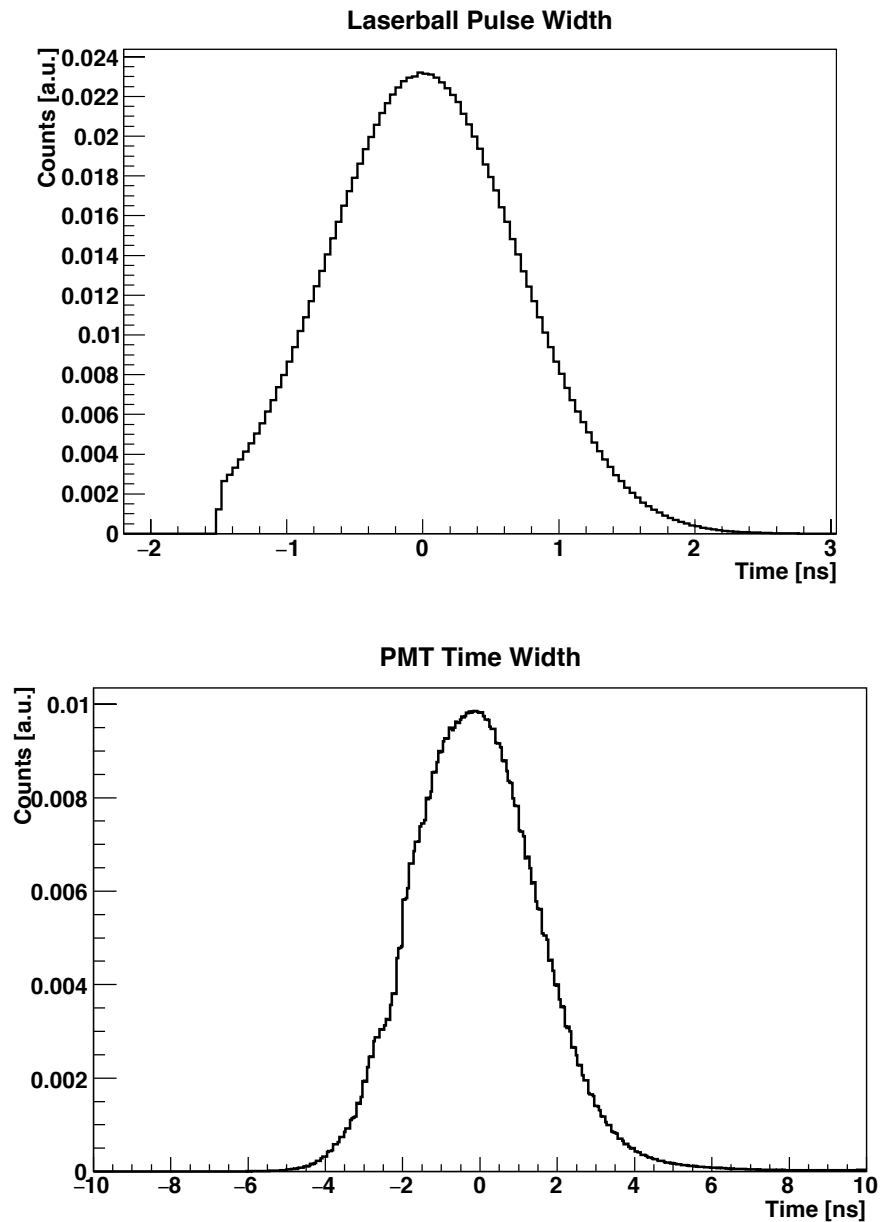 Laserball Pulse Width
Counts [a.u.]
0.024
0.022
0.02
0.018
0.016
0.014
0.012
0.01
0.008
0.006
0.004
0.002
0
−2 −1 0 1 2 3
Time [ns]
PMT Time Width
Counts [a.u.]
0.01
0.008
0.006
0.004
0.002
0
−10 −8 −6 −4 −2 0 2 4 6 8 10
Time [ns]